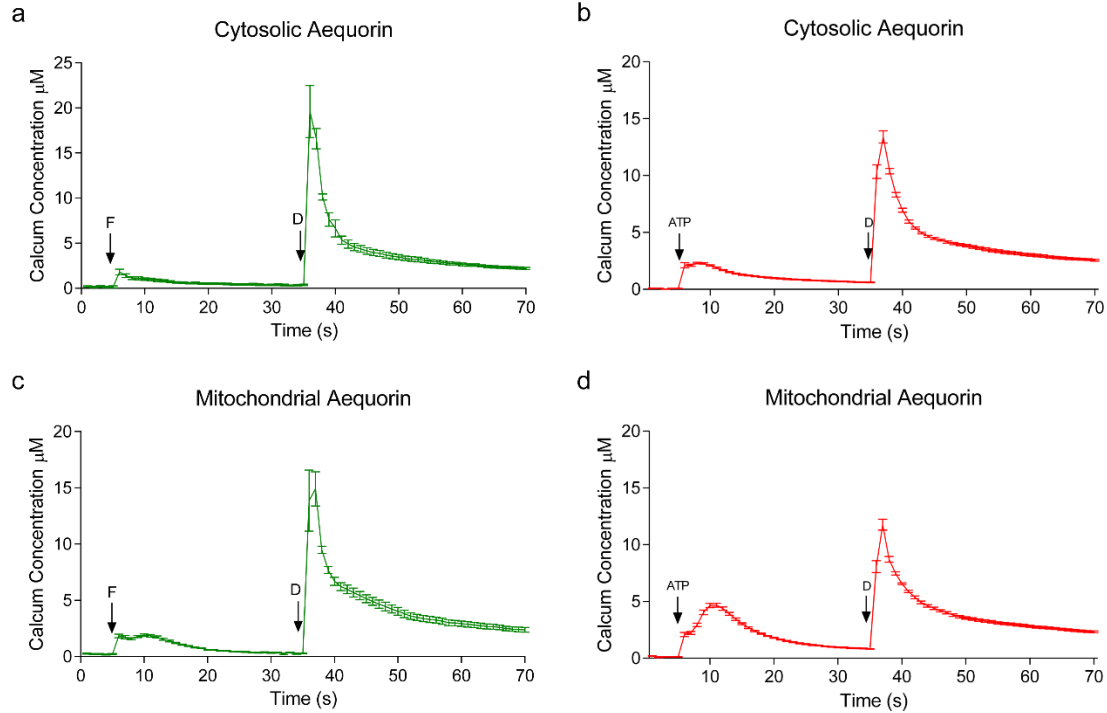 a
Cytosolic Aequorin
Calcum Concentration µM
25
20
15
10
5
0
F
D
0 10 20 30 40 50 60 70
Time (s)
b
Cytosolic Aequorin
Calcum Concentration µM
20
15
10
5
0
ATP
D
10 20 30 40 50 60 70
Time (s)
c
Mitochondrial Aequorin
Calcum Concentration µM
20
15
10
5
0
F
D
0 10 20 30 40 50 60 70
Time (s)
d
Mitochondrial Aequorin
Calcum Concentration µM
20
15
10
5
0
ATP
D
10 20 30 40 50 60 70
Time (s)